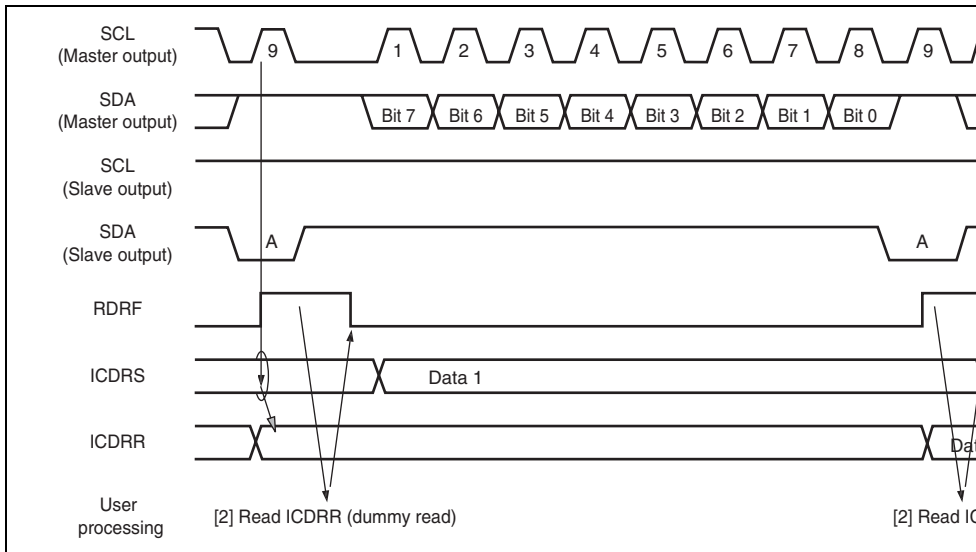 SCL
(Master output)
9 1 2 3 4 5 6 7 8 9
SDA
(Master output)
Bit 7 Bit 6 Bit 5 Bit 4 Bit 3 Bit 2 Bit 1 Bit 0
SCL
(Slave output)
SDA
(Slave output)
A A
RDRF
ICDRS
Data 1
ICDRR
User
processing
[2] Read ICDRR (dummy read) [2] Read